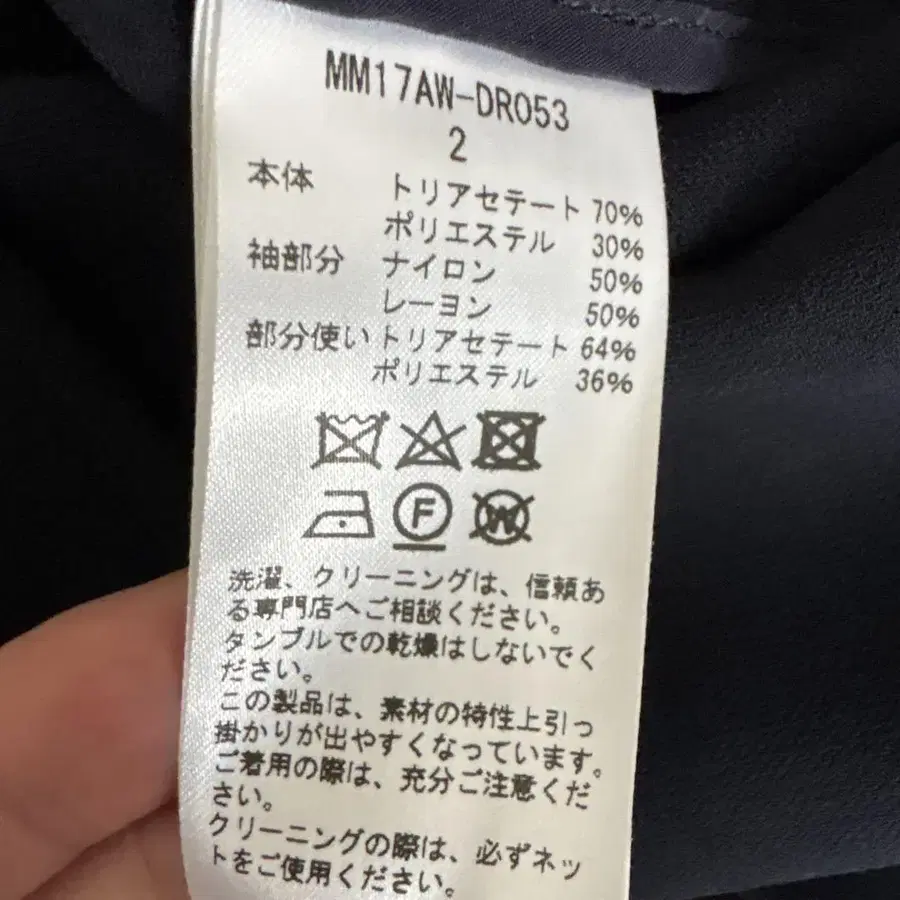 MM17AW-DR053
2
本体 トリアセテート 70%
ポリエステル 30%
袖部分 ナイロン 50%
レーヨン 50%
部分使い トリアセテート 64%
ポリエステル 36%
F W
洗濯、クリーニングは、信頼あ
る専門店へご相談ください。
タンブルでの乾燥はしないでく
ださい。
この製品は、素材の特性上引っ
掛かりが出やすくなっています。
ご着用の際は、充分ご注意くだ
さい。
クリーニングの際は、必ずネッ
トをご使用ください。